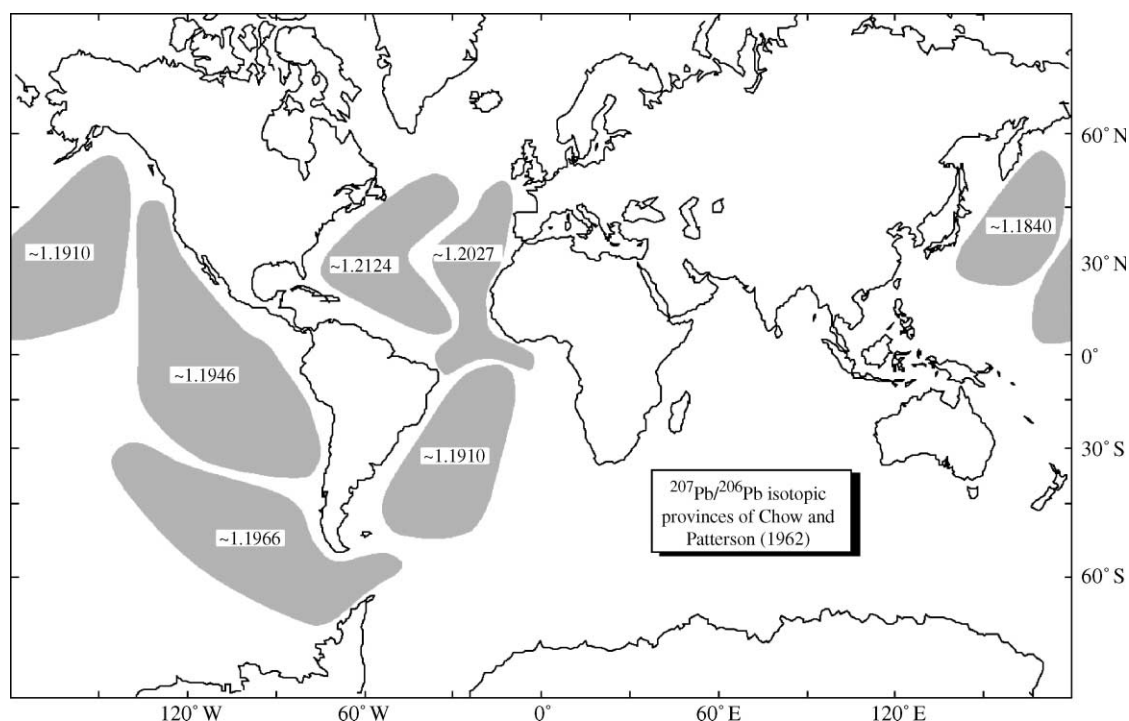 60° N
~1.1910
~1.2124
~1.2027
~1.1840
30° N
0°
~1.1946
~1.1910
30° S
~1.1966
²⁰⁷Pb/²⁰⁶Pb isotopic
provinces of Chow and
Patterson (1962)
60° S
120° W
60° W
0°
60° E
120° E